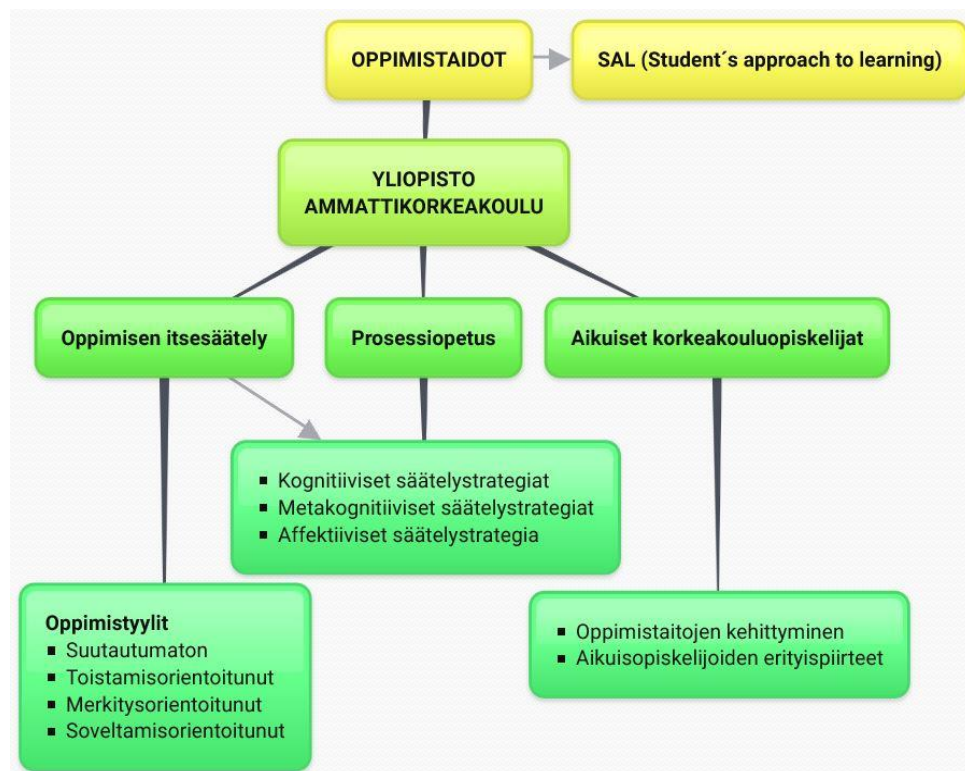 OPPIMISTAIDOT
SAL (Student´s approach to learning)
YLIOPISTO
AMMATTIKORKEAKOULU
Oppimisen itsesäätely
Prosessiopetus
Aikuiset korkeakouluopiskelijat
▪ Kognitiiviset säätelystrategiat
▪ Metakognitiiviset säätelystrategiat
▪ Affektiiviset säätelystrategia
Oppimistyylit
▪ Suutautumaton
▪ Toistamisorientoitunut
▪ Merkitysorientoitunut
▪ Soveltamisorientoitunut
▪ Oppimistaitojen kehittyminen
▪ Aikuisopiskelijoiden erityispiirteet